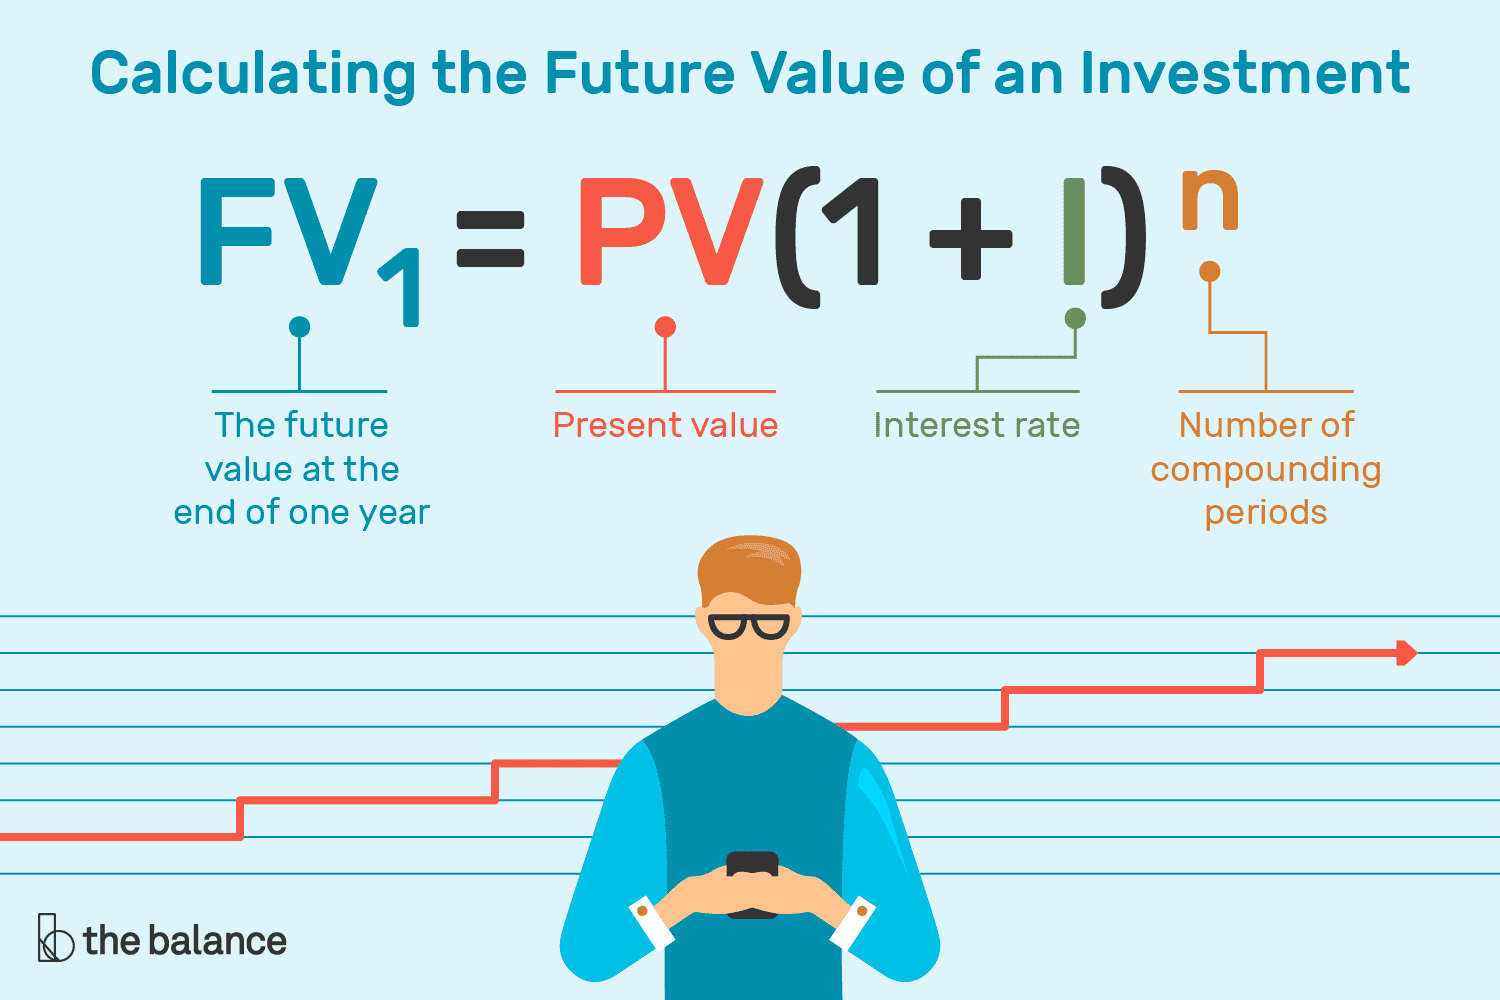 Calculating the Future Value of an Investment
FV1 = PV(1 + I)n
The future
value at the
end of one year
Present value
Interest rate
Number of
compounding
periods
the balance